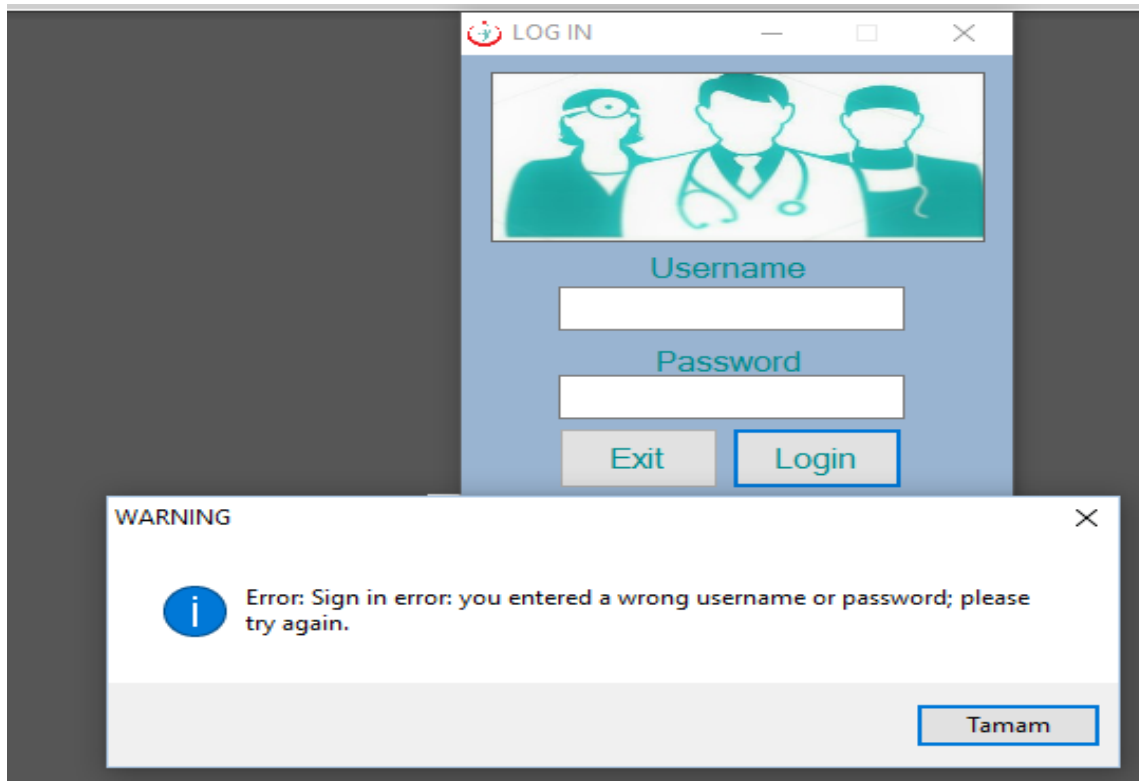 LOG IN
Username
Password
Exit Login
WARNING
Error: Sign in error: you entered a wrong username or password; please
try again.
Tamam